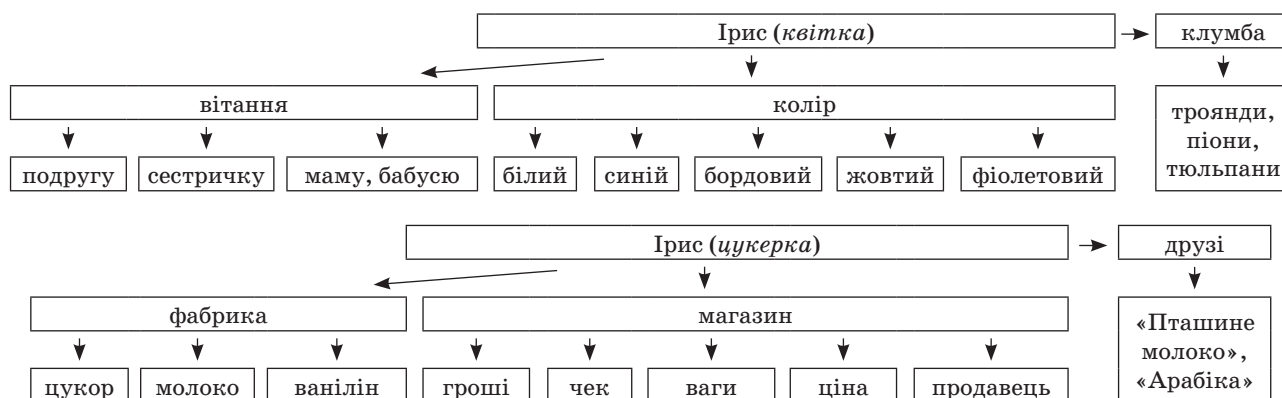 Ірис (квітка)
клумба
вітання
колір
троянди,
піони,
тюльпани
подругу
сестричку
маму, бабусю
білий
синій
бордовий
жовтий
фіолетовий
Ірис (цукерка)
друзі
фабрика
магазин
«Пташине
молоко»,
«Арабіка»
цукор
молоко
ванілін
гроші
чек
ваги
ціна
продавець